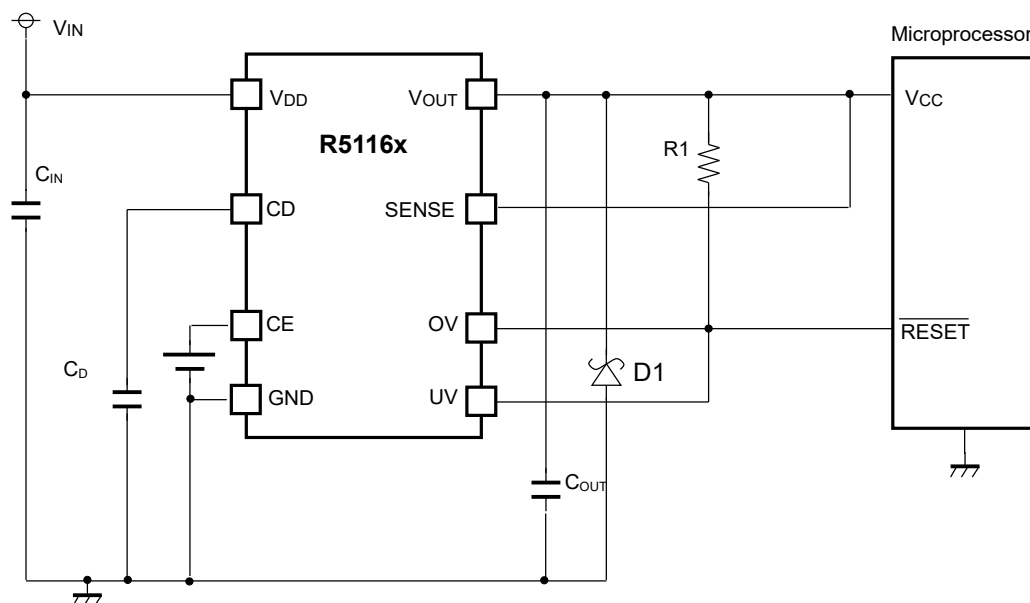 VIN
Microprocessor
VDD
VOUT
VCC
R5116x
R1
CIN
CD
SENSE
CE
OV
RESET
CD
D1
GND
UV
COUT